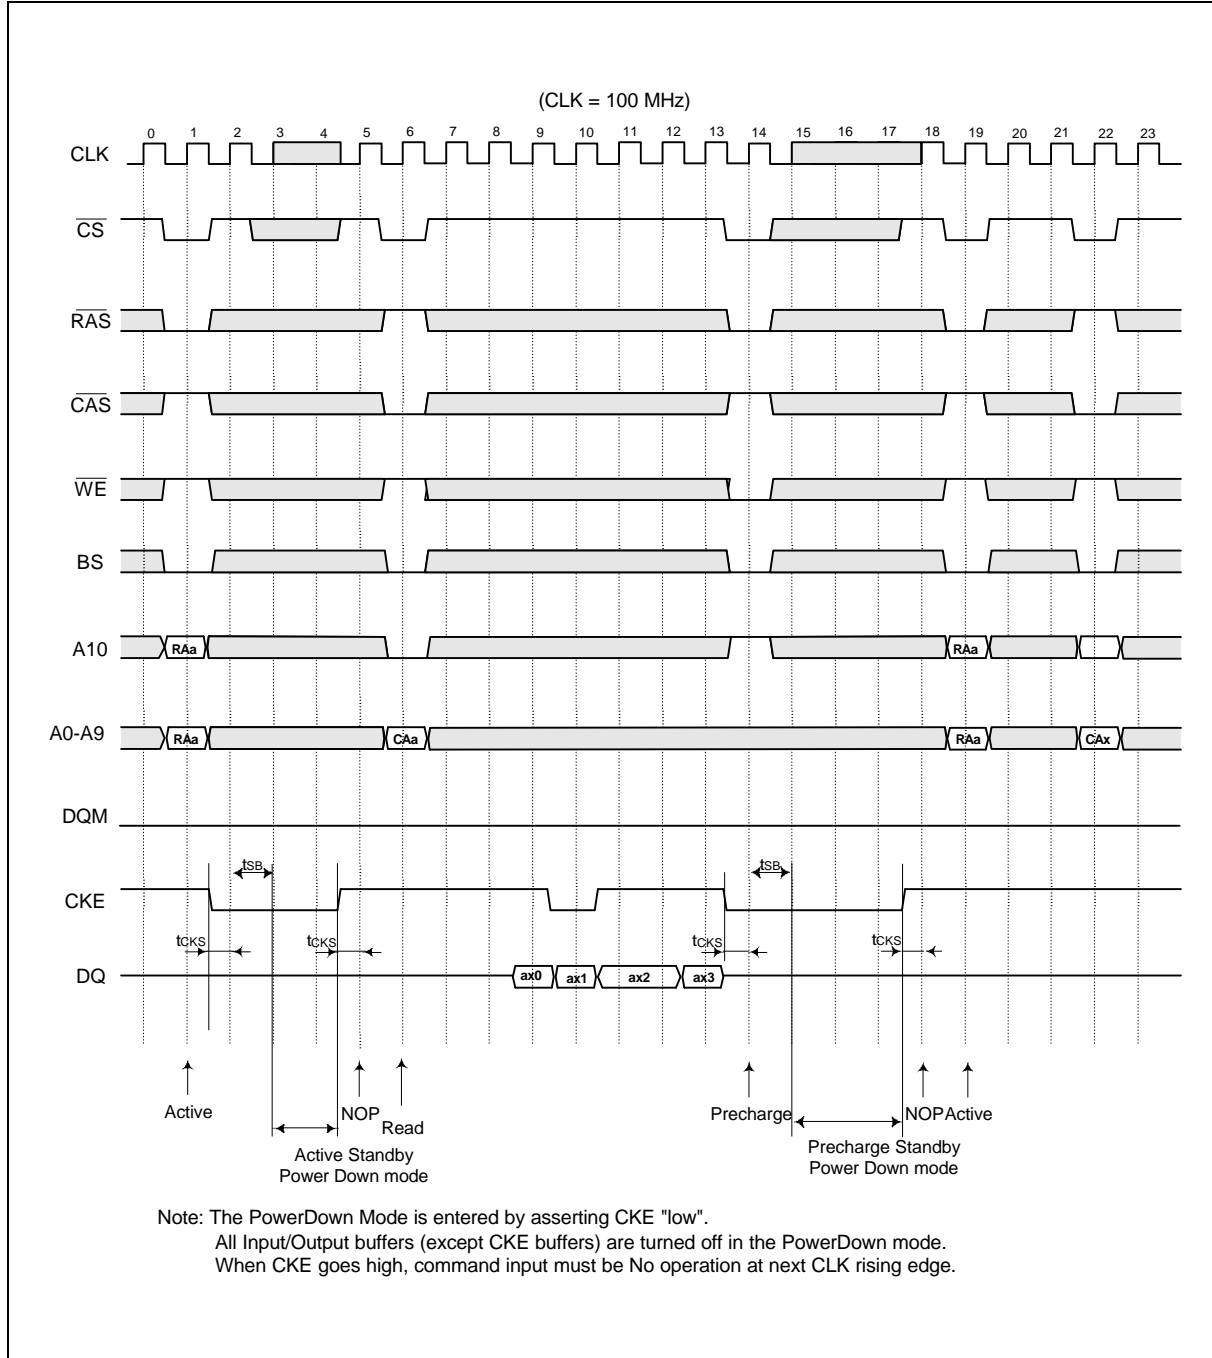 (CLK = 100 MHz)
0 1 2 3 4 5 6 7 8 9 10 11 12 13 14 15 16 17 18 19 20 21 22 23
CLK
CS
RAS
CAS
WE
BS
A10 RAa RAa
A0-A9 RAa CAa RAa CAx
DQM
tSB tSB
CKE
tCKS tCKS tCKS tCKS
DQ ax0 ax1 ax2 ax3
Active NOP Read Precharge NOP Active
Active Standby
Power Down mode
Precharge Standby
Power Down mode
Note: The PowerDown Mode is entered by asserting CKE "low".
All Input/Output buffers (except CKE buffers) are turned off in the PowerDown mode.
When CKE goes high, command input must be No operation at next CLK rising edge.